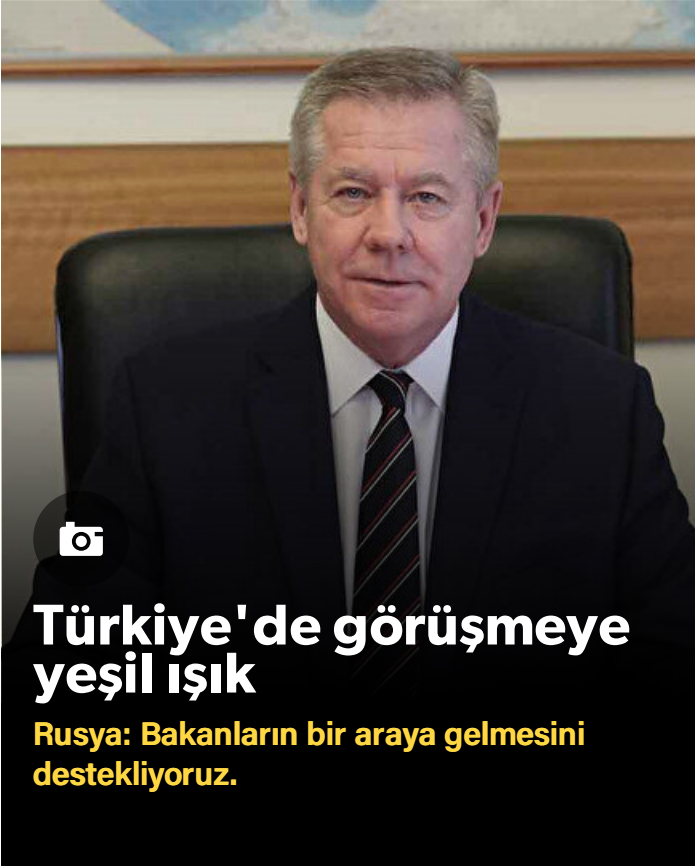 Türkiye'de görüşmeye
yeşil ışık
Rusya: Bakanların bir araya gelmesini
destekliyoruz.